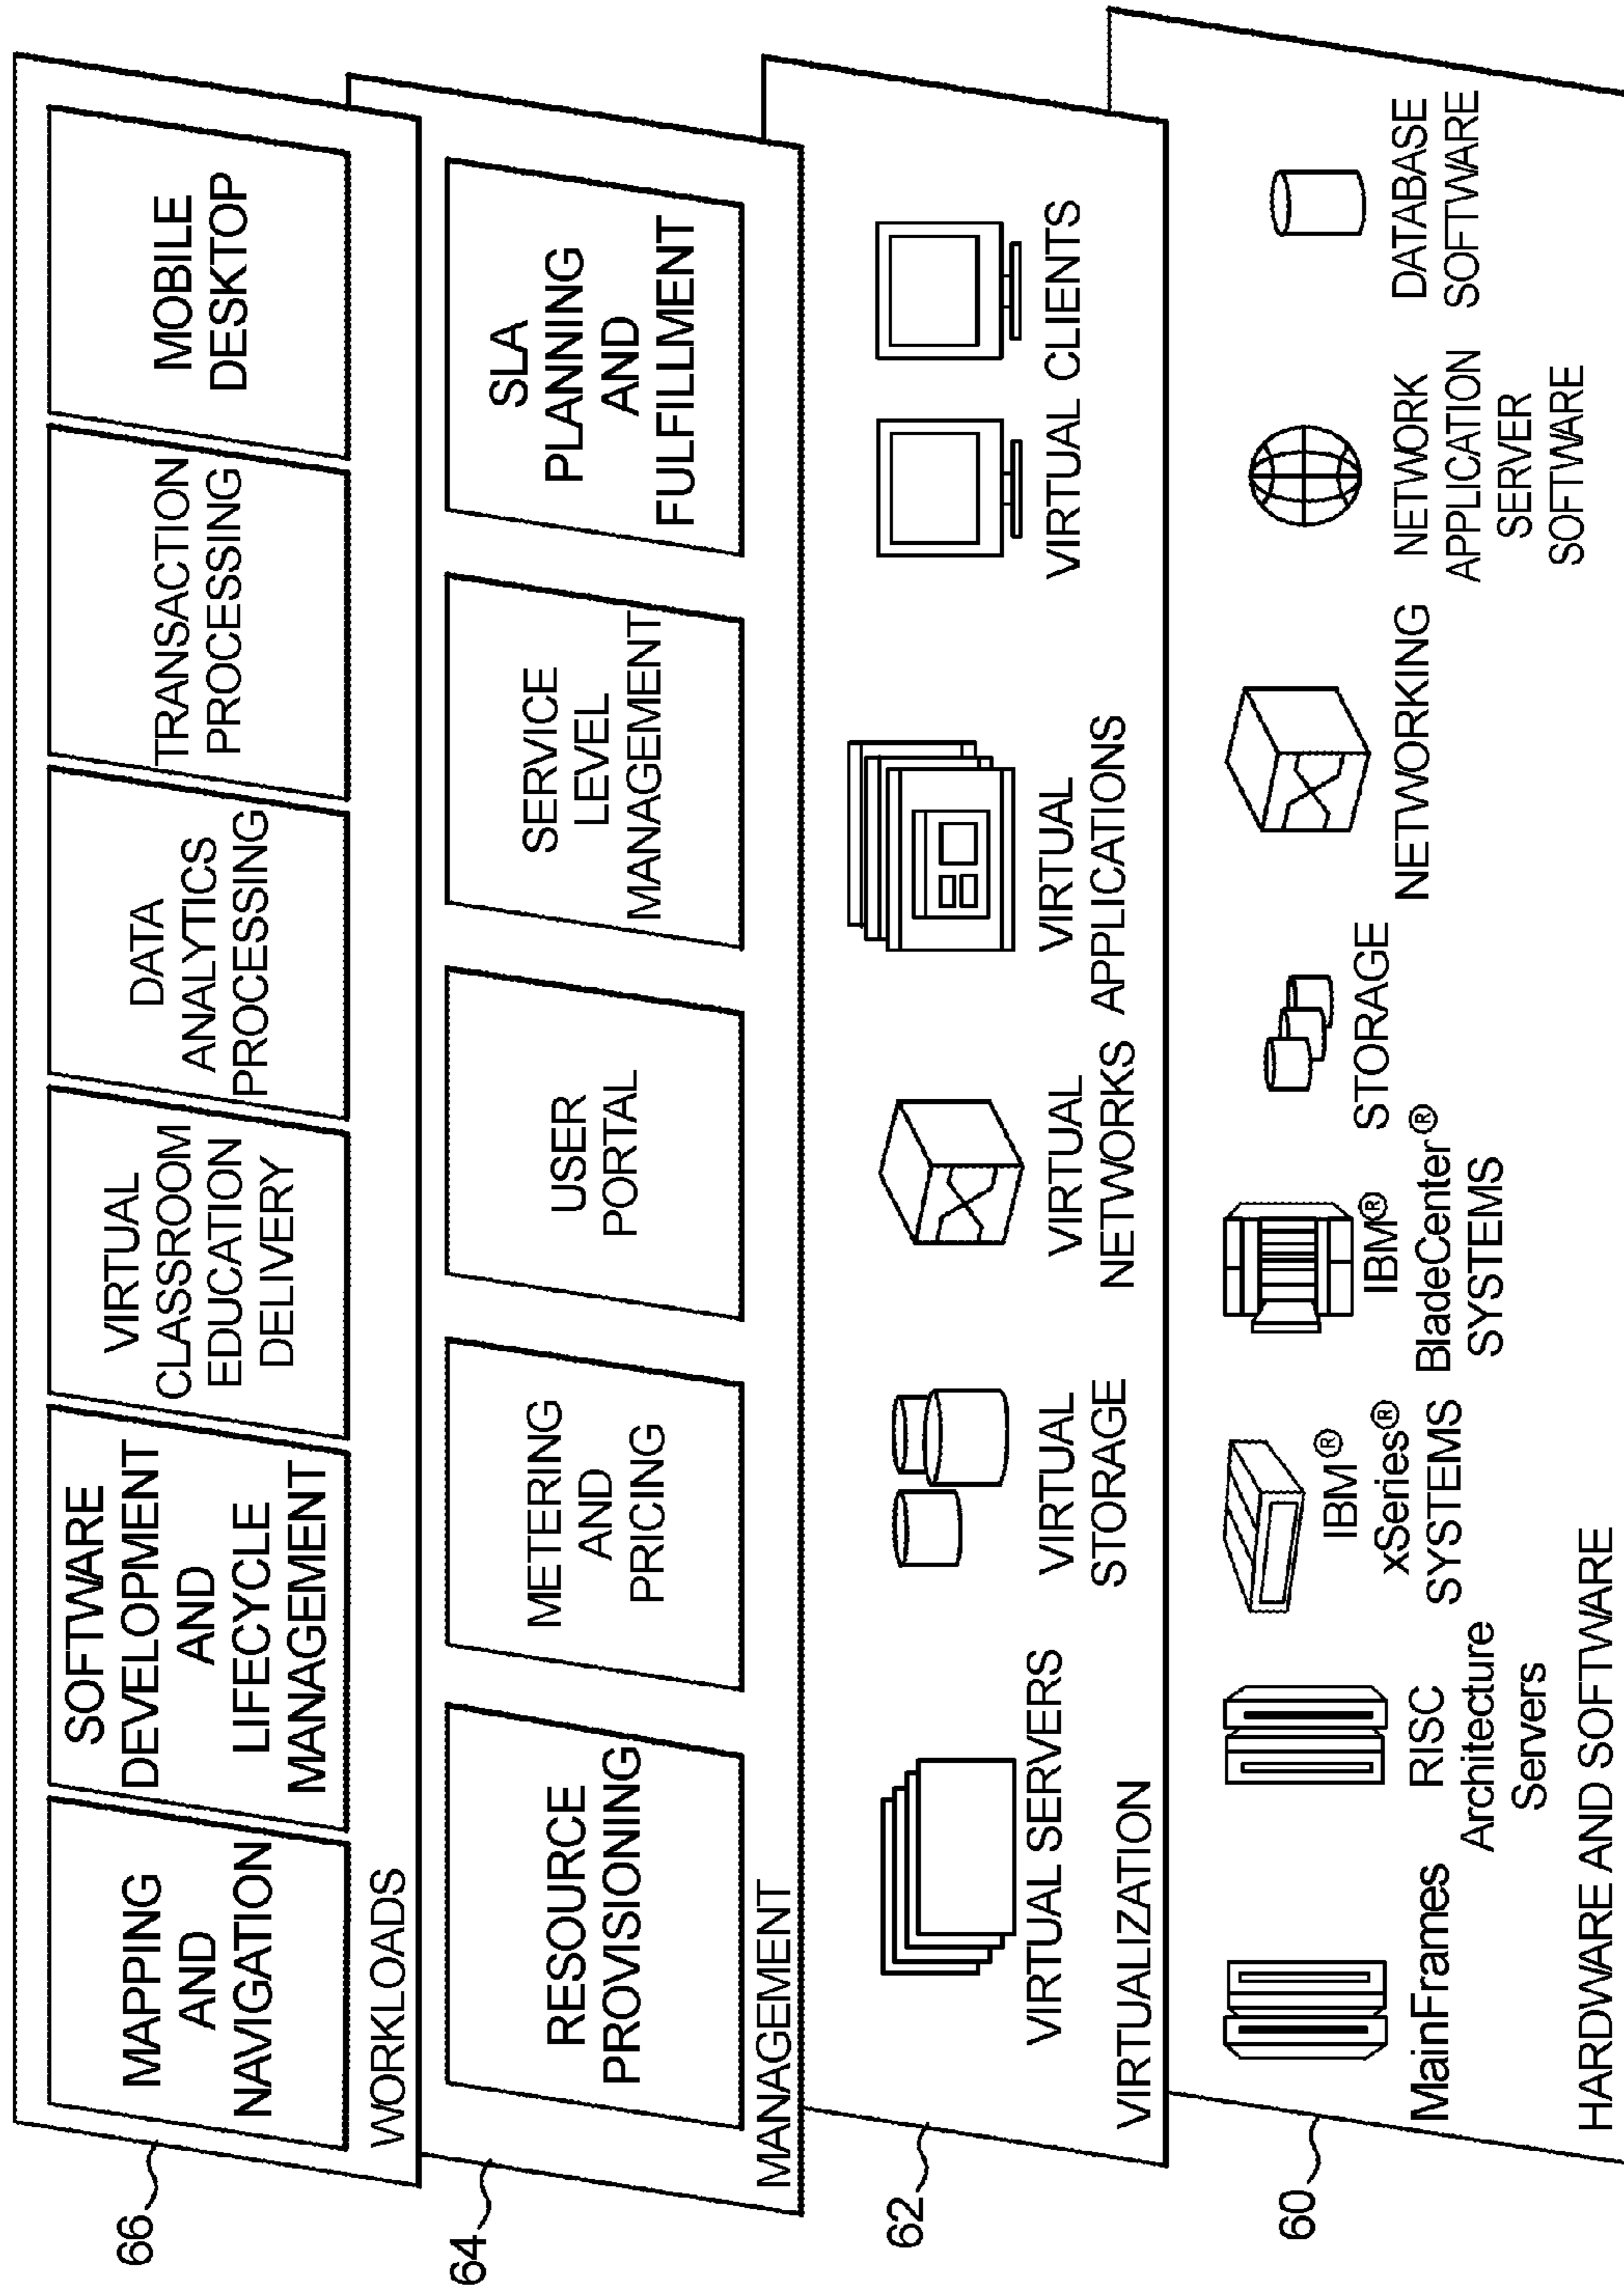 66
MAPPING
AND
NAVIGATION
SOFTWARE
DEVELOPMENT
AND
LIFECYCLE
MANAGEMENT
VIRTUAL
CLASSROOM
EDUCATION
DELIVERY
DATA
ANALYTICS
PROCESSING
TRANSACTION
PROCESSING
MOBILE
DESKTOP
WORKLOADS
64
RESOURCE
PROVISIONING
METERING
AND
PRICING
USER
PORTAL
SERVICE
LEVEL
MANAGEMENT
SLA
PLANNING
AND
FULFILLMENT
MANAGEMENT
62
VIRTUAL SERVERS
VIRTUAL
STORAGE
VIRTUAL
NETWORKS
VIRTUAL
APPLICATIONS
VIRTUAL CLIENTS
VIRTUALIZATION
60
MainFrames
RISC
Architecture
Servers
IBM®
xSeries®
SYSTEMS
IBM®
BladeCenter®
SYSTEMS
STORAGE
NETWORKING
NETWORK
APPLICATION
SERVER
SOFTWARE
DATABASE
SOFTWARE
HARDWARE AND SOFTWARE